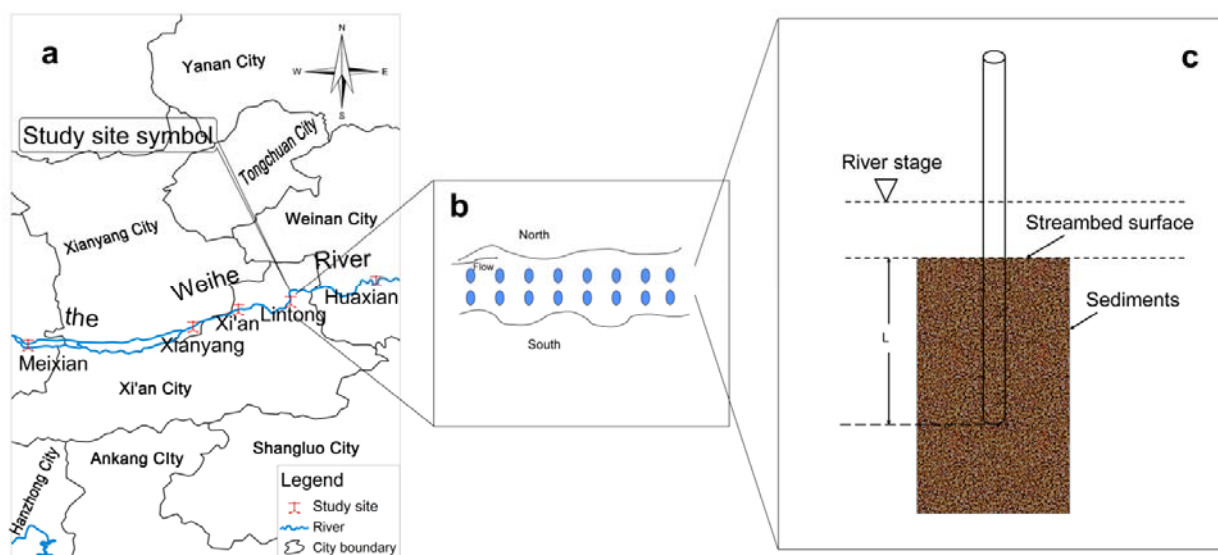 a
N
W
E
S
Yanan City
Study site symbol
Tongchuan City
Weinan City
Xianyang City
Weihe
River
the
Huaxian
Lintong
Xi'an
Xianyang
Meixian
Xi'an City
Shangluo City
Ankang CIty
Hanzhong City
Legend
Study site
River
City boundary
b
North
Flow
South
c
River stage
Streambed surface
Sediments
L